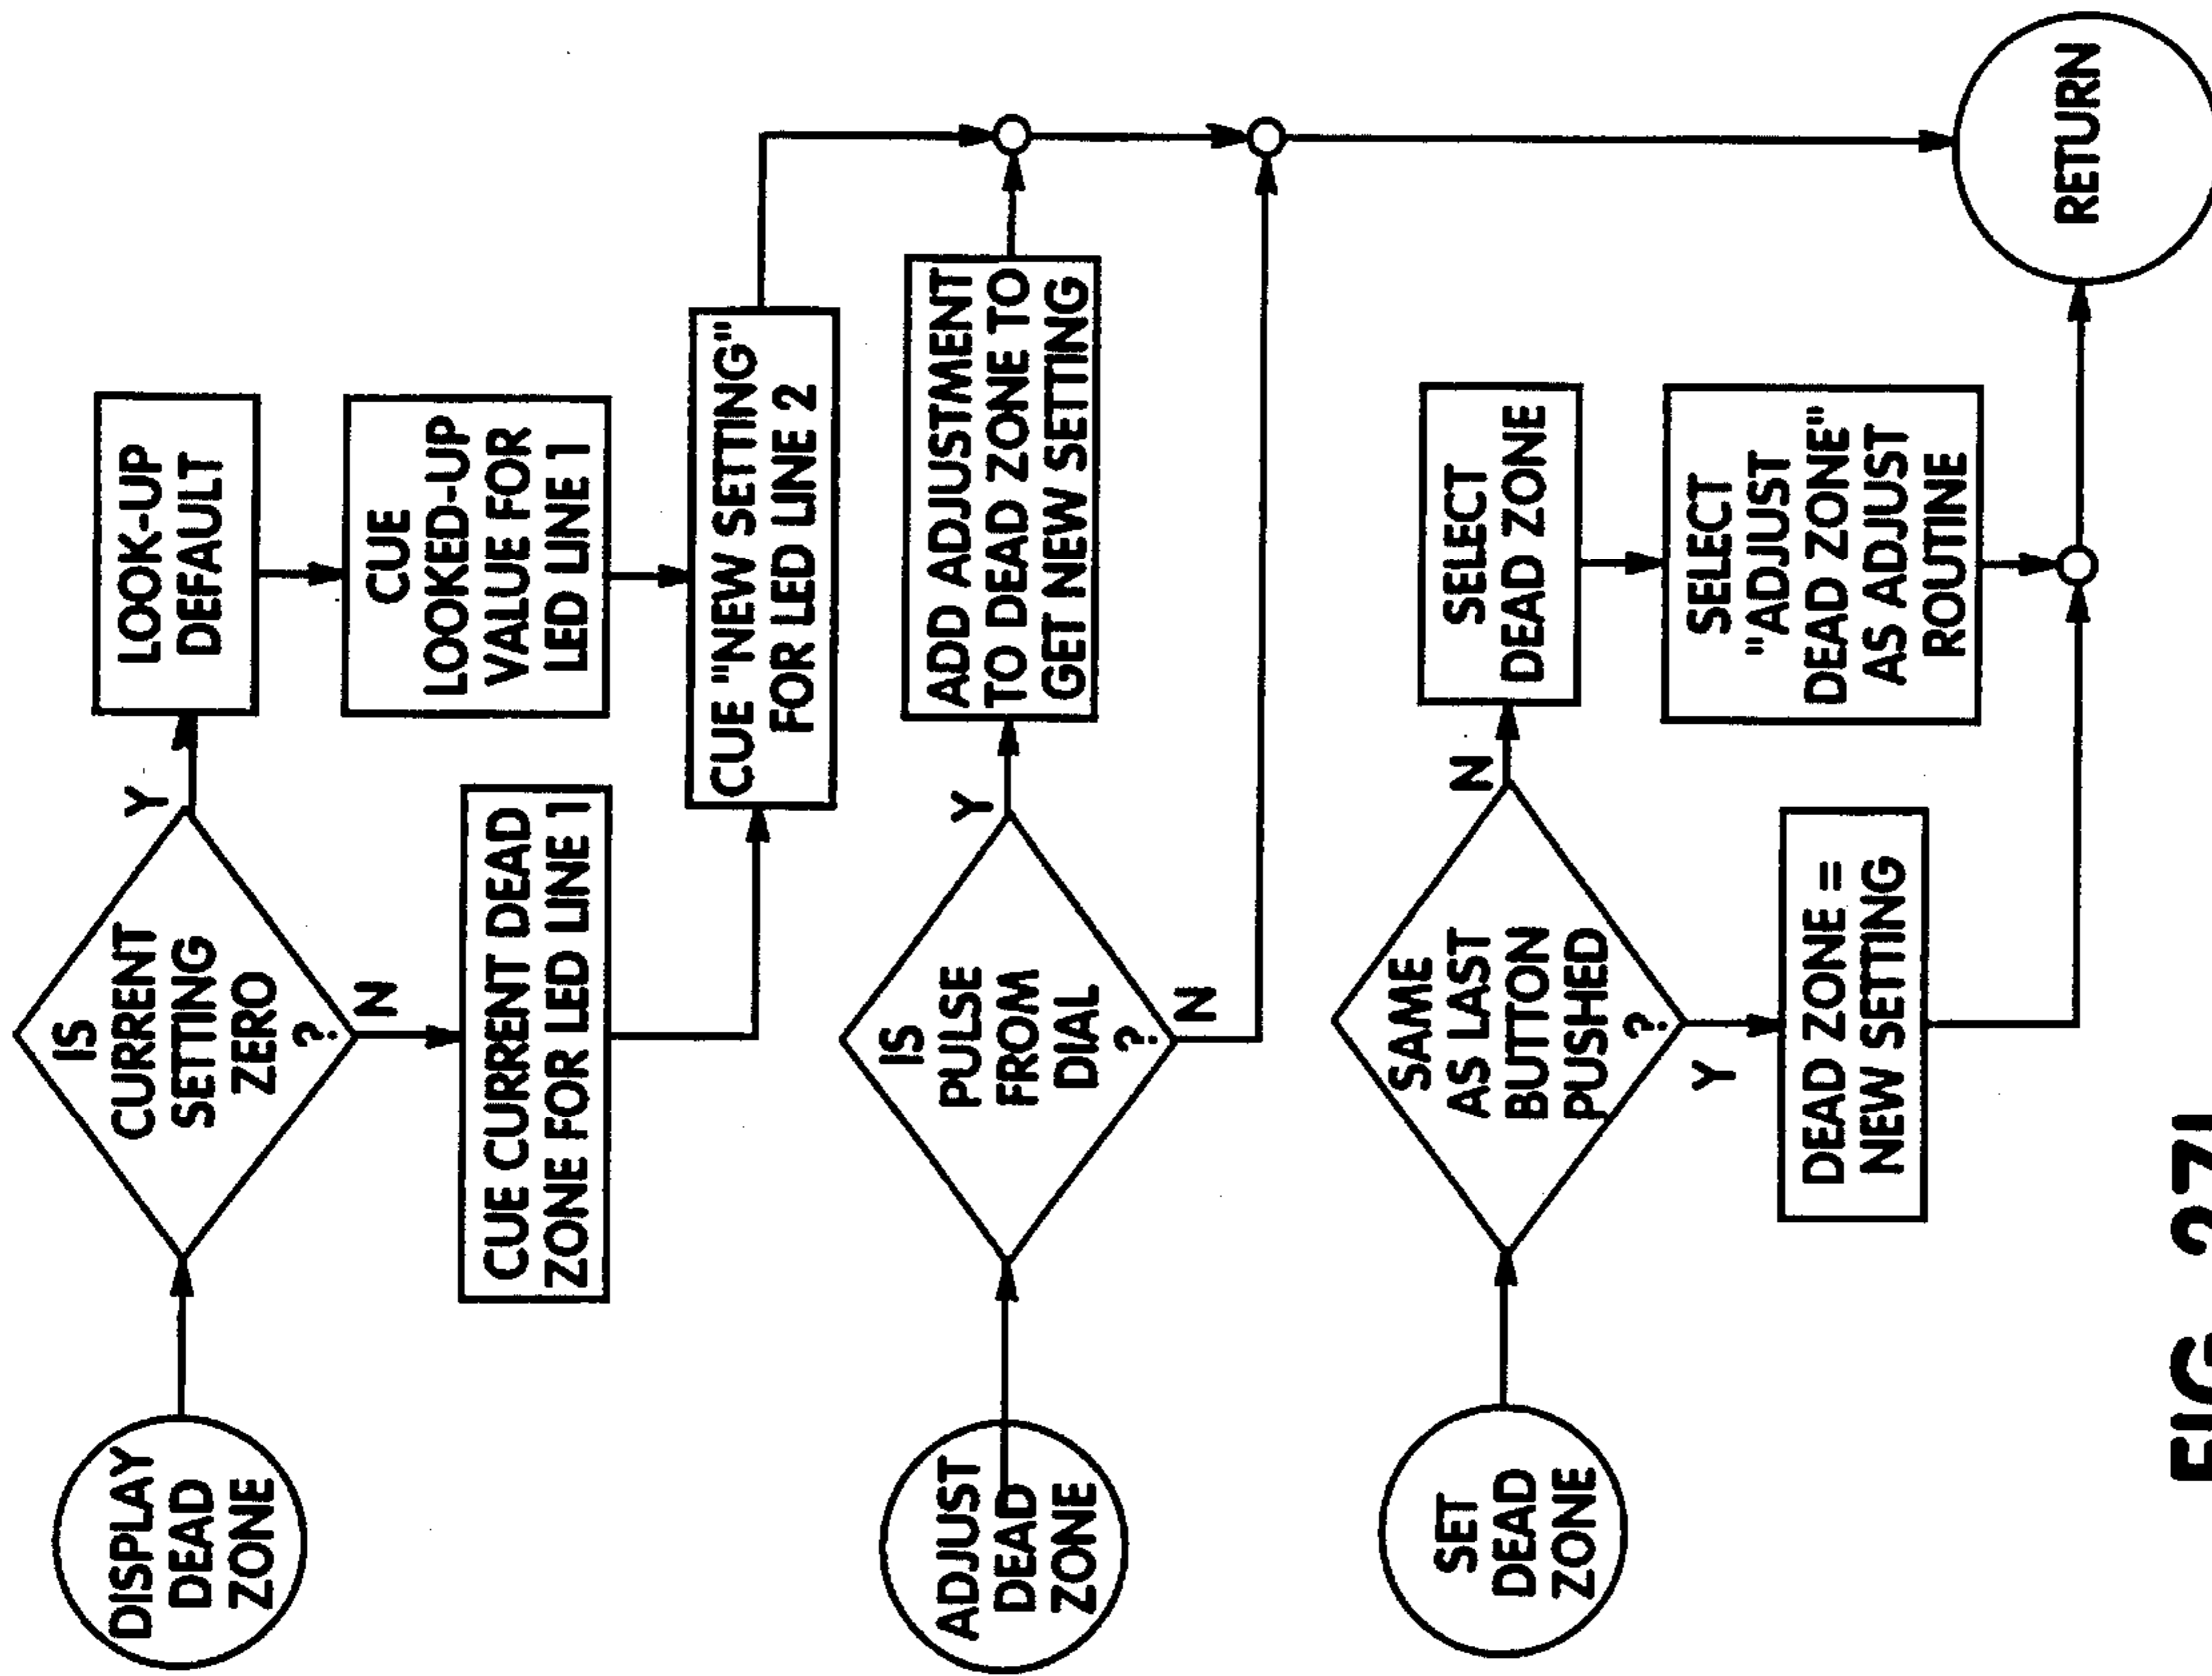 DISPLAY
DEAD
ZONE
IS
CURRENT
SETTING
ZERO
?
Y
N
LOOK-UP
DEFAULT
CUE
LOOKED-UP
VALUE FOR
LED LINE 1
CUE CURRENT DEAD
ZONE FOR LED LINE 1
CUE "NEW SETTING"
FOR LED LINE 2
ADJUST
DEAD
ZONE
IS
PULSE
FROM
DIAL
?
Y
N
ADD ADJUSTMENT
TO DEAD ZONE TO
GET NEW SETTING
SET
DEAD
ZONE
SAME
AS LAST
BUTTON
PUSHED
?
N
Y
SELECT
DEAD ZONE
SELECT
"ADJUST
DEAD ZONE"
AS ADJUST
ROUTINE
DEAD ZONE =
NEW SETTING
RETURN
FIG